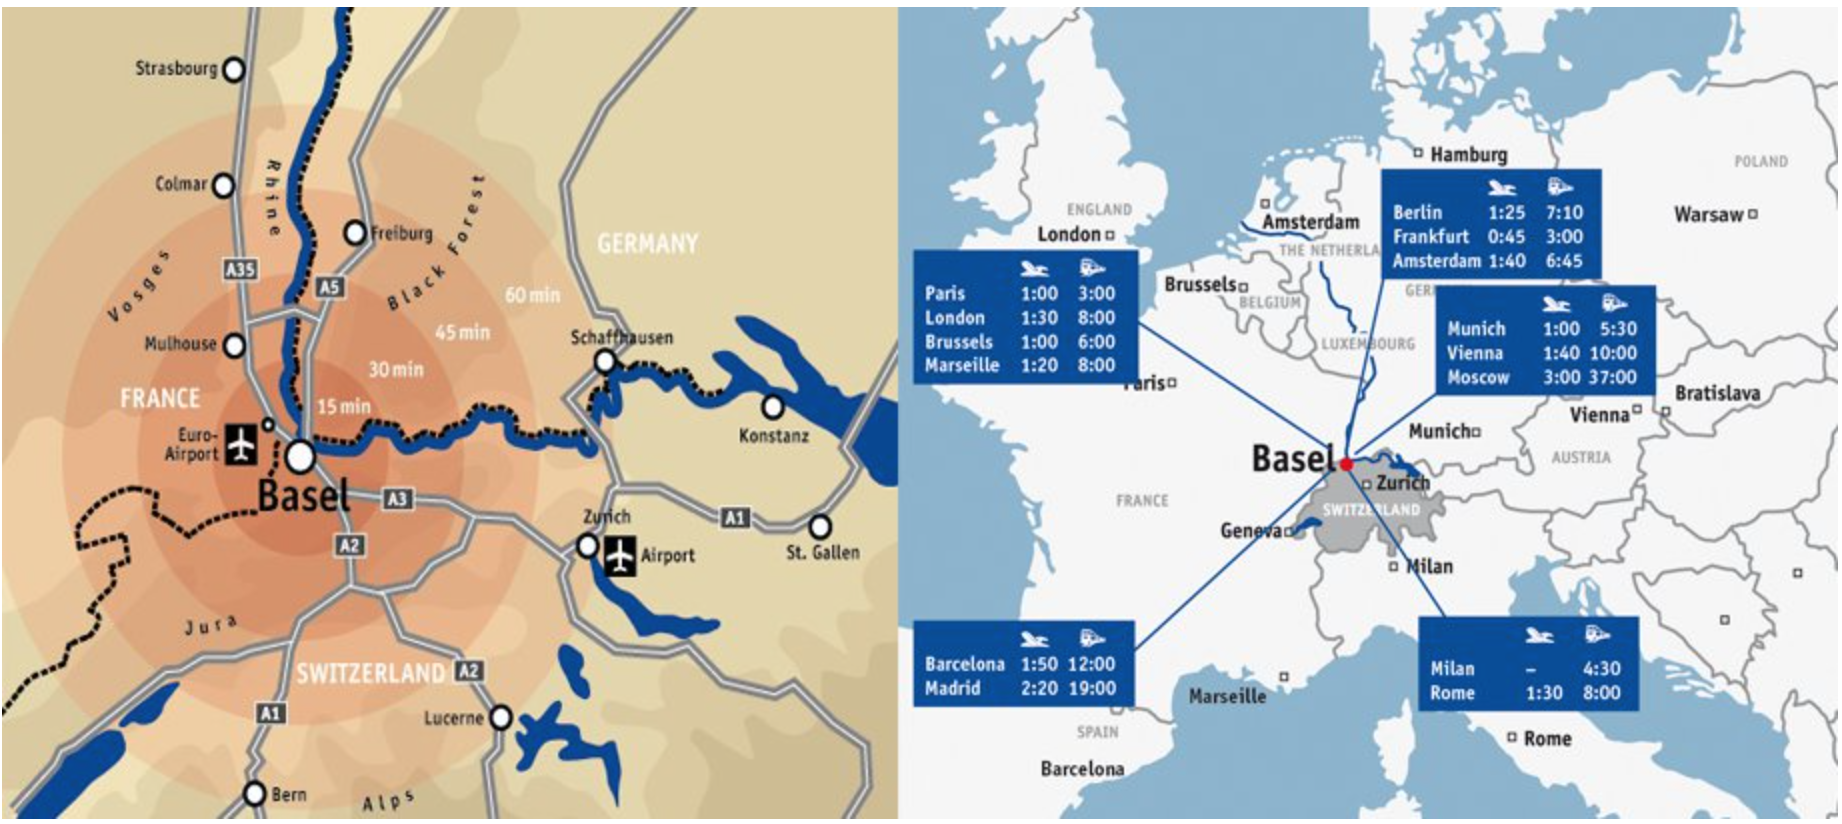 Strasbourg
Colmar
Rhine
Freiburg
Black Forest
Vosges
A35
A5
GERMANY
60 min
45 min
30 min
15 min
Mulhouse
Schaffhausen
FRANCE
Euro-
Airport
Basel
Konstanz
A3
A2
Zurich
Airport
A1
St. Gallen
Jura
SWITZERLAND
A2
A1
Lucerne
Bern
Alps
Hamburg
POLAND
ENGLAND
London
Amsterdam
THE NETHERLA
Warsaw
Berlin 1:25 7:10
Frankfurt 0:45 3:00
Amsterdam 1:40 6:45
Brussels
BELGIUM
GER
Paris 1:00 3:00
London 1:30 8:00
Brussels 1:00 6:00
Marseille 1:20 8:00
Munich 1:00 5:30
Vienna 1:40 10:00
Moscow 3:00 37:00
LUXEMBOURG
Paris
Bratislava
Vienna
Munich
AUSTRIA
Basel
Zurich
SWITZERLAND
FRANCE
Geneva
Milan
Barcelona 1:50 12:00
Madrid 2:20 19:00
Milan – 4:30
Rome 1:30 8:00
Marseille
SPAIN
Barcelona
Rome